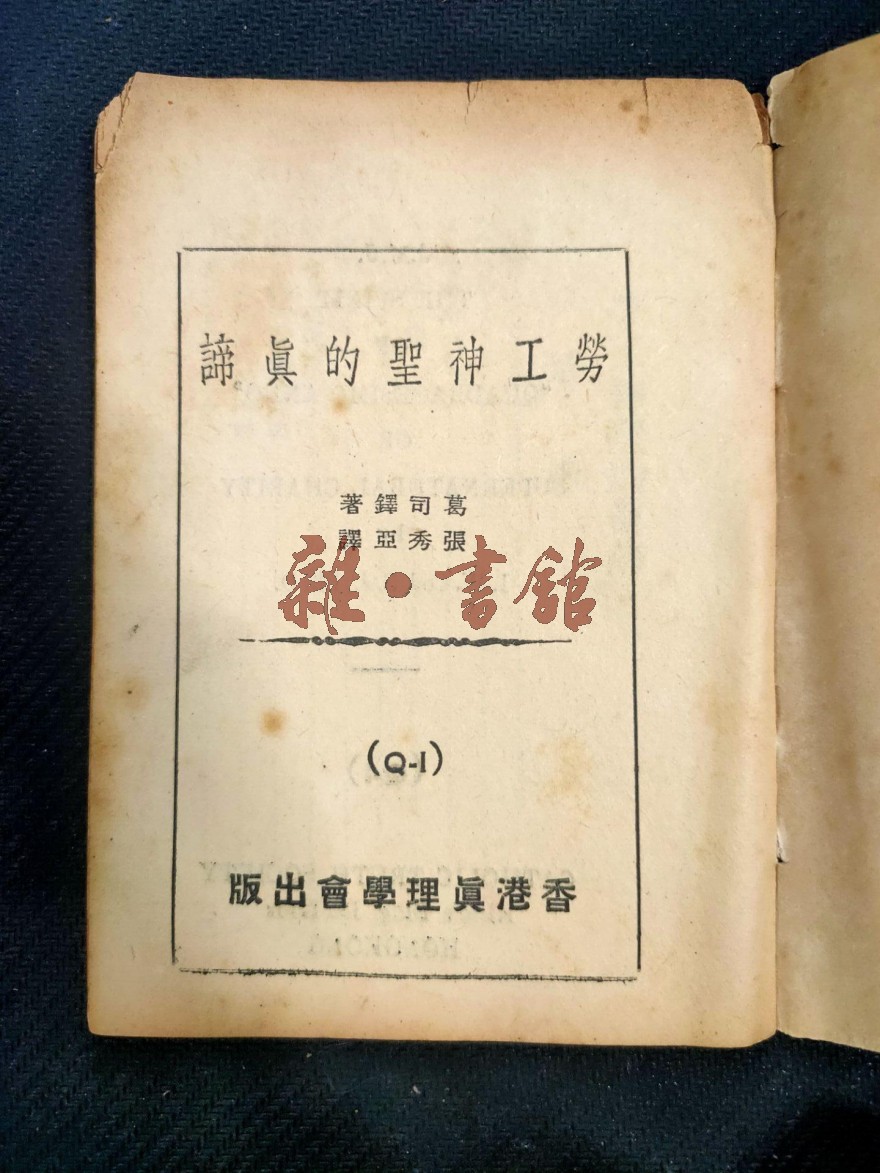 勞工神聖的眞諦
葛司鐸著
張秀亞譯
雜·書館
(Q-I)
香港眞理學會出版